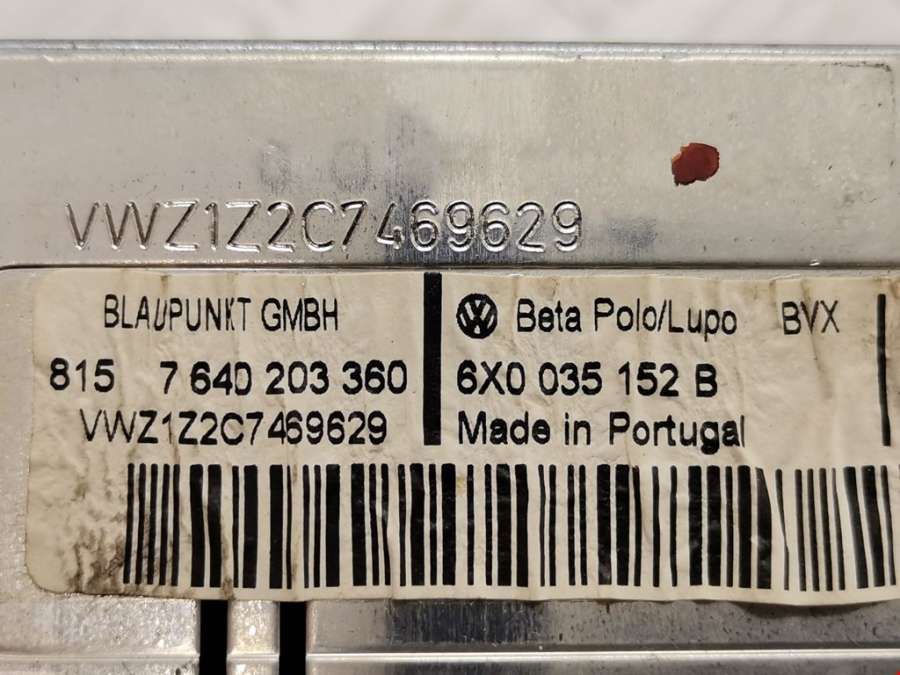 VWZ1Z2C7469629
BLAUPUNKT GMBH
815 7 640 203 360
VWZ1Z2C7469629
Beta Polo/Lupo BVX
6X0 035 152 B
Made in Portugal